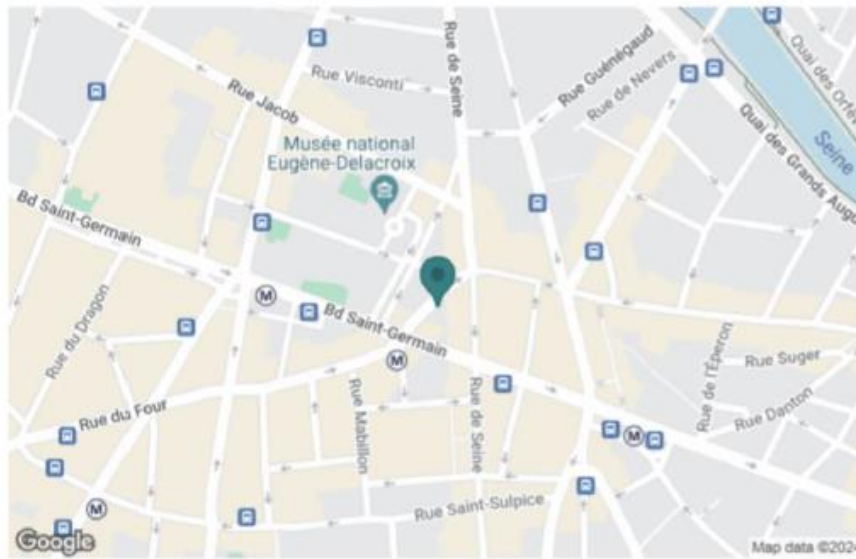 Rue de Seine
Rue Visconti
Rue Guénégaud
Quai des Orfè
Rue Jacob
Rue de Nevers
Musée national
Eugène-Delacroix
Quai des Grands Augu
Seine
Bd Saint-Germain
M
Rue du Dragon
Bd Saint-Germain
M
Rue de l'Éperon
Rue Suger
Rue du Four
Rue Mabillon
Rue de Seine
Rue Danton
M
M
Rue Saint-Sulpice
Google
Map data ©2024